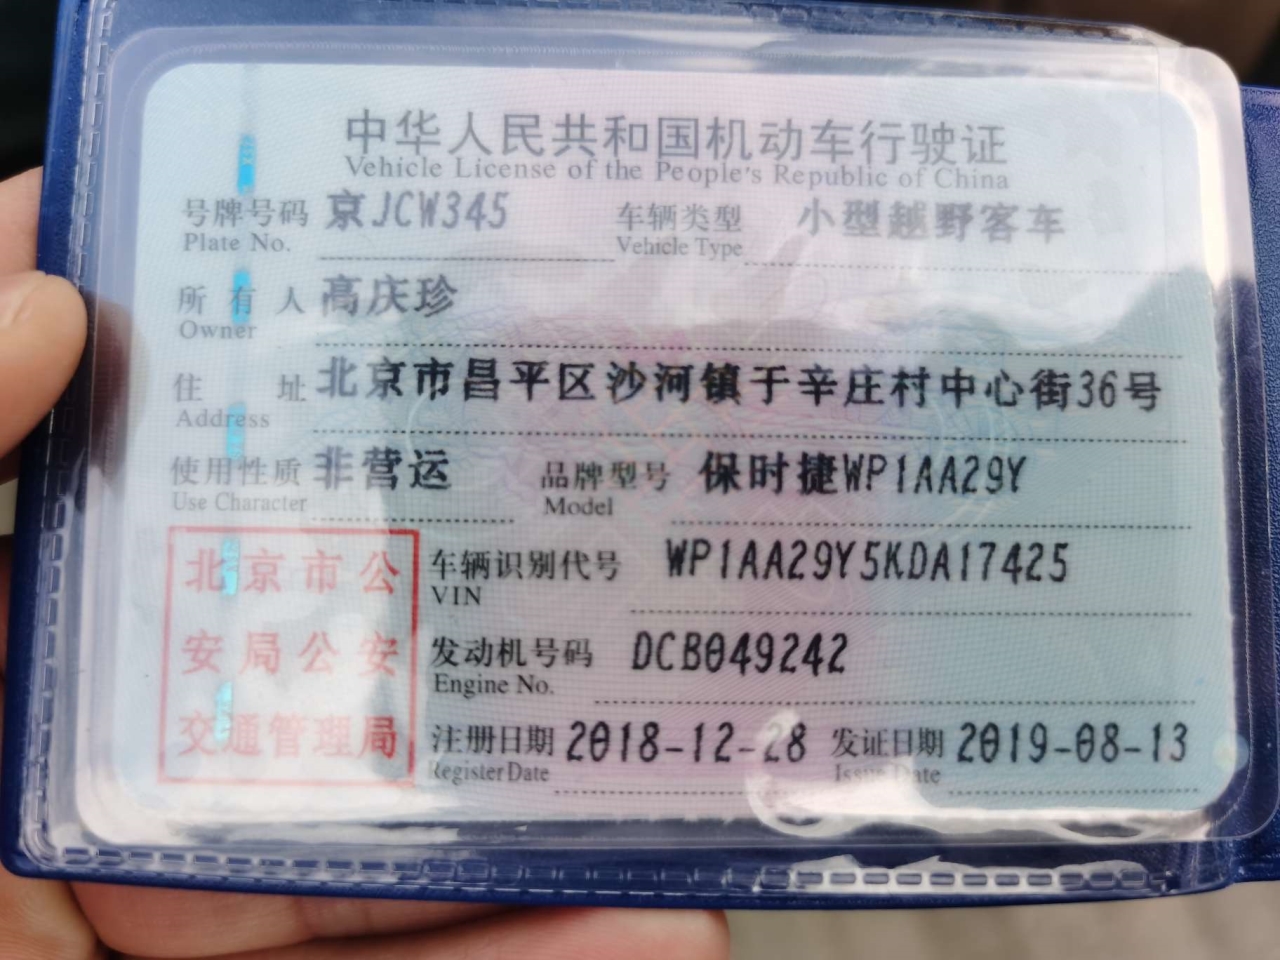 中华人民共和国机动车行驶证
Vehicle License of the People's Republic of China
号牌号码 京JCW345 车辆类型 小型越野客车
Plate No. Vehicle Type
所有人 高庆珍
Owner
住址 北京市昌平区沙河镇于辛庄村中心街36号
Address
使用性质 非营运 品牌型号 保时捷WP1AA29Y
Use Character Model
北京市公
安局公安
交通管理局
车辆识别代号 WP1AA29Y5KDA17425
VIN
发动机号码 DCB049242
Engine No.
注册日期 2018-12-28 发证日期 2019-08-13
Register Date Issue Date